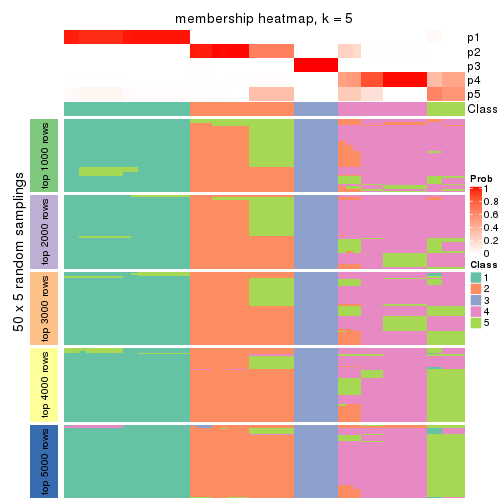 membership heatmap, k = 5
p1
p2
p3
p4
p5
Class
50 x 5 random samplings
top 1000 rows
top 2000 rows
top 3000 rows
top 4000 rows
top 5000 rows
Prob
1
0.8
0.6
0.4
0.2
0
Class
1
2
3
4
5